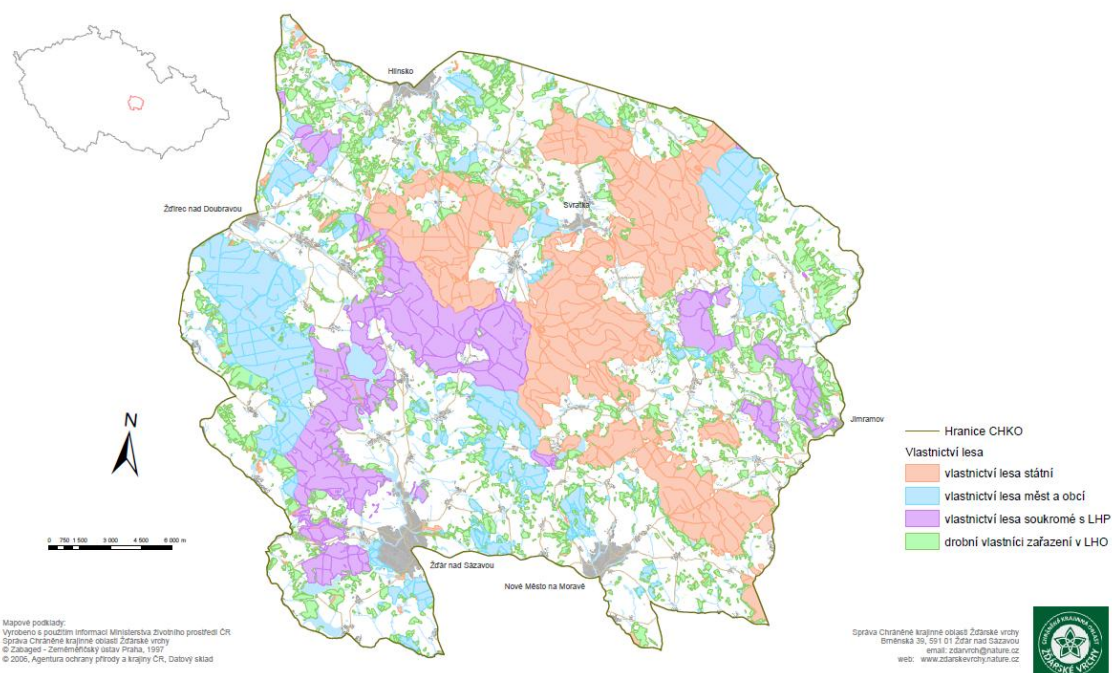 Hlinsko
Ždírec nad Doubravou
Svratka
Jimramov
N
0 750 1 500 3 000 4 500 6 000 m
Žďár nad Sázavou
Nové Město na Moravě
Hranice CHKO
Vlastnictví lesa
vlastnictví lesa státní
vlastnictví lesa měst a obcí
vlastnictví lesa soukromé s LHP
drobní vlastníci zařazení v LHO
Mapové podklady:
Vyrobeno s použitím informací Ministerstva životního prostředí ČR
Správa Chráněné krajinné oblasti Žďárské vrchy
© Zabaged - Zeměměřičský ústav Praha, 1997
© 2006, Agentura ochrany přírody a krajiny ČR, Datový sklad
Správa Chráněné krajinné oblasti Žďárské vrchy
Brněnská 39, 591 01 Žďár nad Sázavou
email: zdarvrch@nature.cz
web: www.zdarskevrchy.nature.cz
CHRÁNĚNÁ KRAJINNÁ OBLAST
ŽĎÁRSKÉ VRCHY